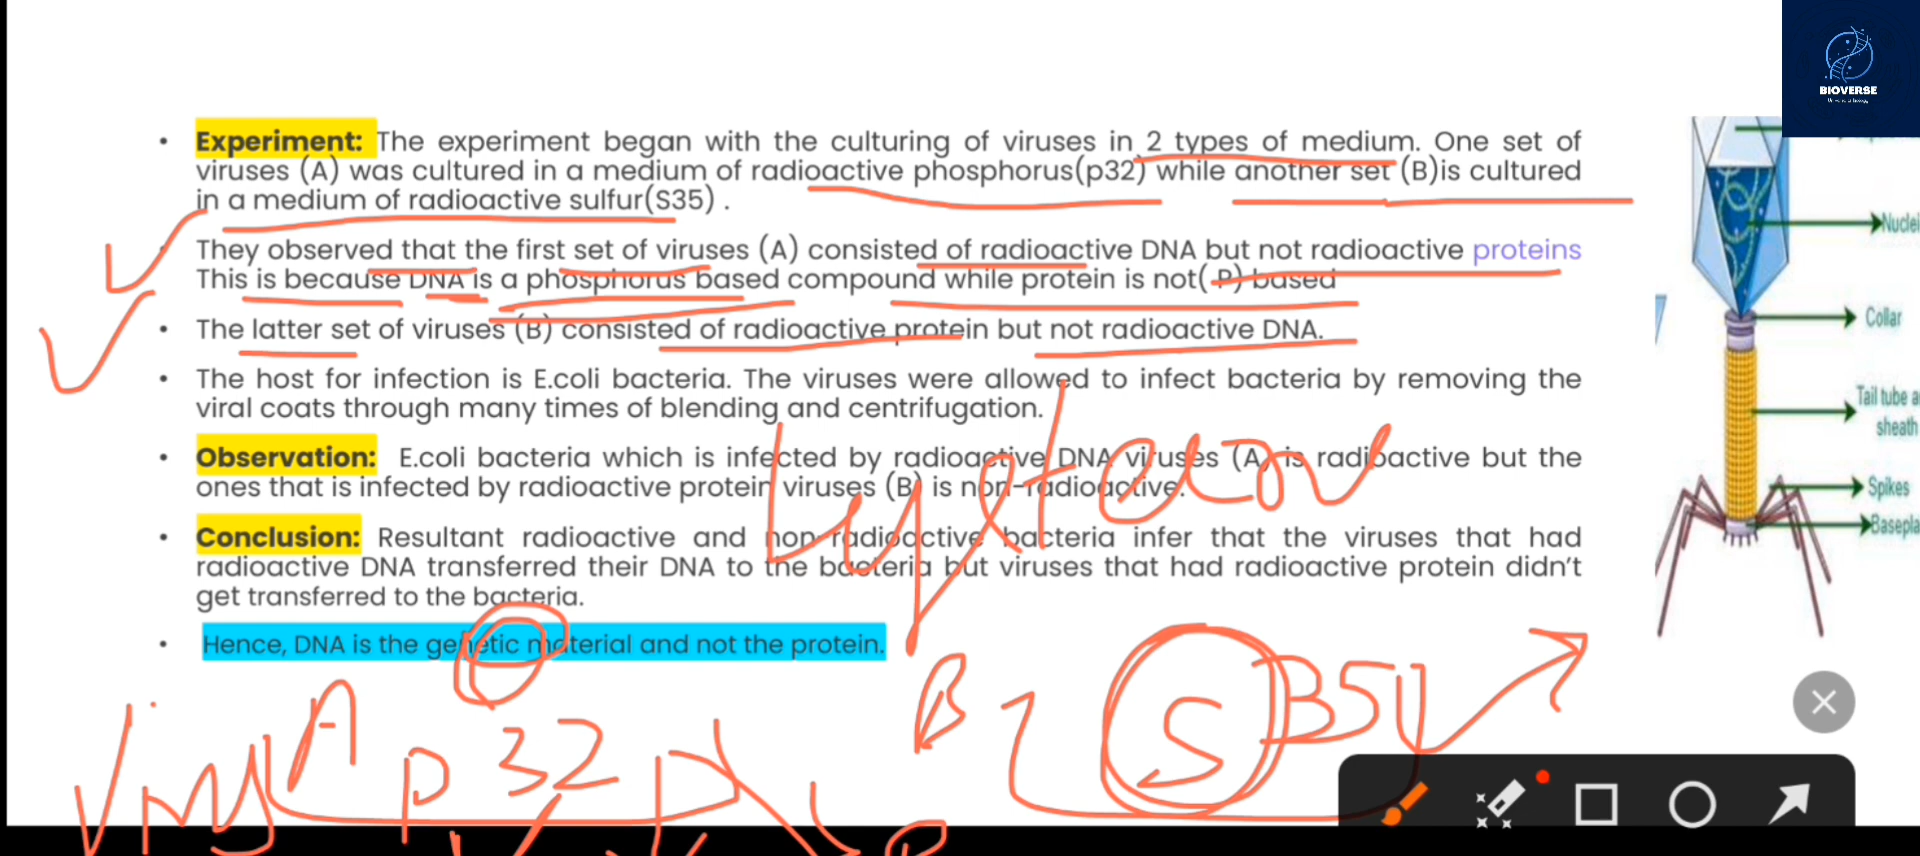 BIOVERSE
• Experiment: The experiment began with the culturing of viruses in 2 types of medium. One set of
viruses (A) was cultured in a medium of radioactive phosphorus(p32) while another set (B)is cultured
in a medium of radioactive sulfur(S35) .
They observed that the first set of viruses (A) consisted of radioactive DNA but not radioactive proteins
This is because DNA is a phosphorus based compound while protein is not( P) based
• The latter set of viruses (B) consisted of radioactive protein but not radioactive DNA.
• The host for infection is E.coli bacteria. The viruses were allowed to infect bacteria by removing the
viral coats through many times of blending and centrifugation.
• Observation: E.coli bacteria which is infected by radioactive DNA viruses (A) is radioactive but the
ones that is infected by radioactive protein viruses (B) is non-radioactive.
• Conclusion: Resultant radioactive and non-radioactive bacteria infer that the viruses that had
radioactive DNA transferred their DNA to the bacteria but viruses that had radioactive protein didn't
get transferred to the bacteria.
• Hence, DNA is the genetic material and not the protein.
Nuclei
Collar
Tail tube a
sheath
Spikes
Basepla
A
P 32
B
S